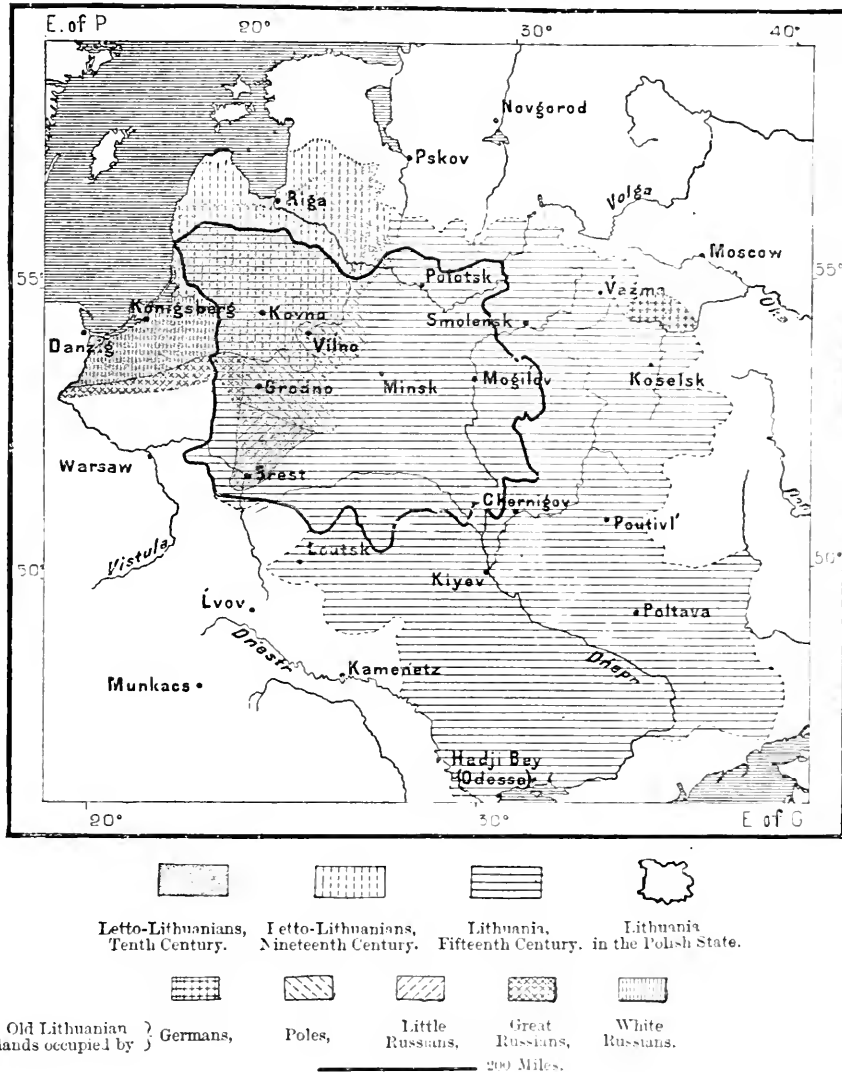 E. of P 20° 30° 40°
Novgorod
Pskov
Volga
Riga
Moscow
55° 55°
Polotsk
Vazma
Oka
Königsberg
Kovno
Smolensk
Danzig
Vilno
Grodno
Minsk
Mogilov
Koselsk
Warsaw
Brest
Chernigov
Poutivl'
Vistula
Loutsk
50° 50°
Kiyev
Lvov
Poltava
Dnestr
Dnepr
Kamenetz
Munkacs
Hadji Bey
(Odessa)
20° 30° E of G
Letto-Lithuanians, Letto-Lithuanians, Lithuania, Lithuania
Tenth Century. Nineteenth Century. Fifteenth Century. in the Polish State.
Old Lithuanian } Germans, Poles, Little Great White
lands occupied by } Russians, Russians, Russians.
200 Miles.